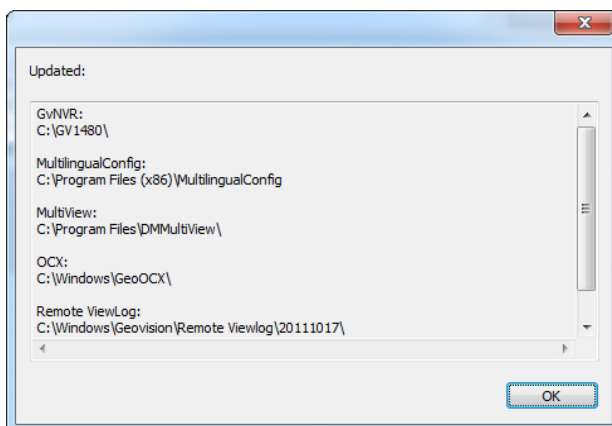 Updated:
GvNVR:
C:\GV1480\
MultilingualConfig:
C:\Program Files (x86)\MultilingualConfig
MultiView:
C:\Program Files\DMMultiView\
OCX:
C:\Windows\GeoOCX\
Remote ViewLog:
C:\Windows\Geovision\Remote Viewlog\20111017\
OK